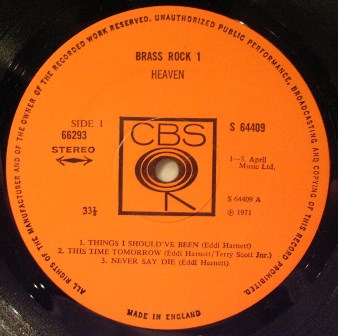 ALL RIGHTS OF THE MANUFACTURER AND OF THE OWNER OF THE RECORDED WORK RESERVED. UNAUTHORIZED PUBLIC PERFORMANCE, BROADCASTING AND COPYING OF THIS RECORD PROHIBITED.
BRASS ROCK 1
HEAVEN
SIDE 1
66293
STEREO
CBS
S 64409
1-3, April
Music Ltd.
33⅓
S 64409 A
℗ 1971
1. THINGS I SHOULD'VE BEEN (Eddi Harnett)
2. THIS TIME TOMORROW (Eddi Harnett/Terry Scott Jnr.)
3. NEVER SAY DIE (Eddi Harnett)
MADE IN ENGLAND